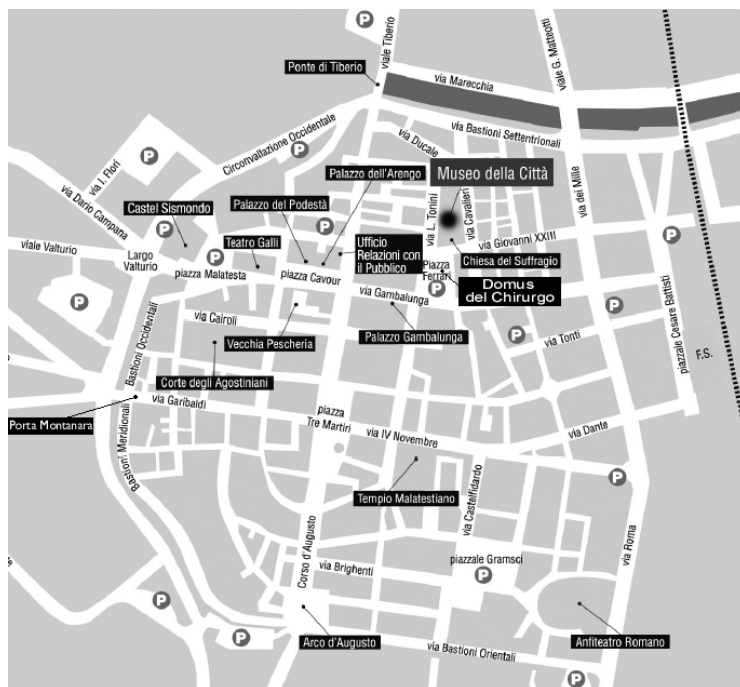 P
viale Tiberio
viale G. Matteotti
Ponte di Tiberio
via Marecchia
via Bastioni Settentrionali
Circonvallazione Occidentale
P
P
via Ducale
P
P
via I. Fiori
P
Museo della Città
Palazzo dell'Arengo
via Dario Campana
Castel Sismondo
Palazzo del Podestà
via L. Tonini
via Cavalieri
via dei Mille
P
viale Valturio
Largo
Valturio
Teatro Galli
Ufficio
Relazioni con
il Pubblico
via Giovanni XXIII
Chiesa del Suffragio
piazza Malatesta
piazza Cavour
Piazza
Ferrari
P
Domus
del Chirurgo
P
P
via Gambalunga
P
via Cairoli
Vecchia Pescheria
Palazzo Gambalunga
P
P
via Tonti
piazzale Cesare Battisti
F.S.
Bastioni Occidentali
Corte degli Agostiniani
via Garibaldi
Porta Montanara
piazza
Tre Martiri
via IV Novembre
via Dante
Bastioni Meridionali
Tempio Malatestiano
via Castelfidardo
P
Corso d'Augusto
via Brighenti
piazzale Gramsci
P
via Roma
P
P
Arco d'Augusto
via Bastioni Orientali
Anfiteatro Romano
P